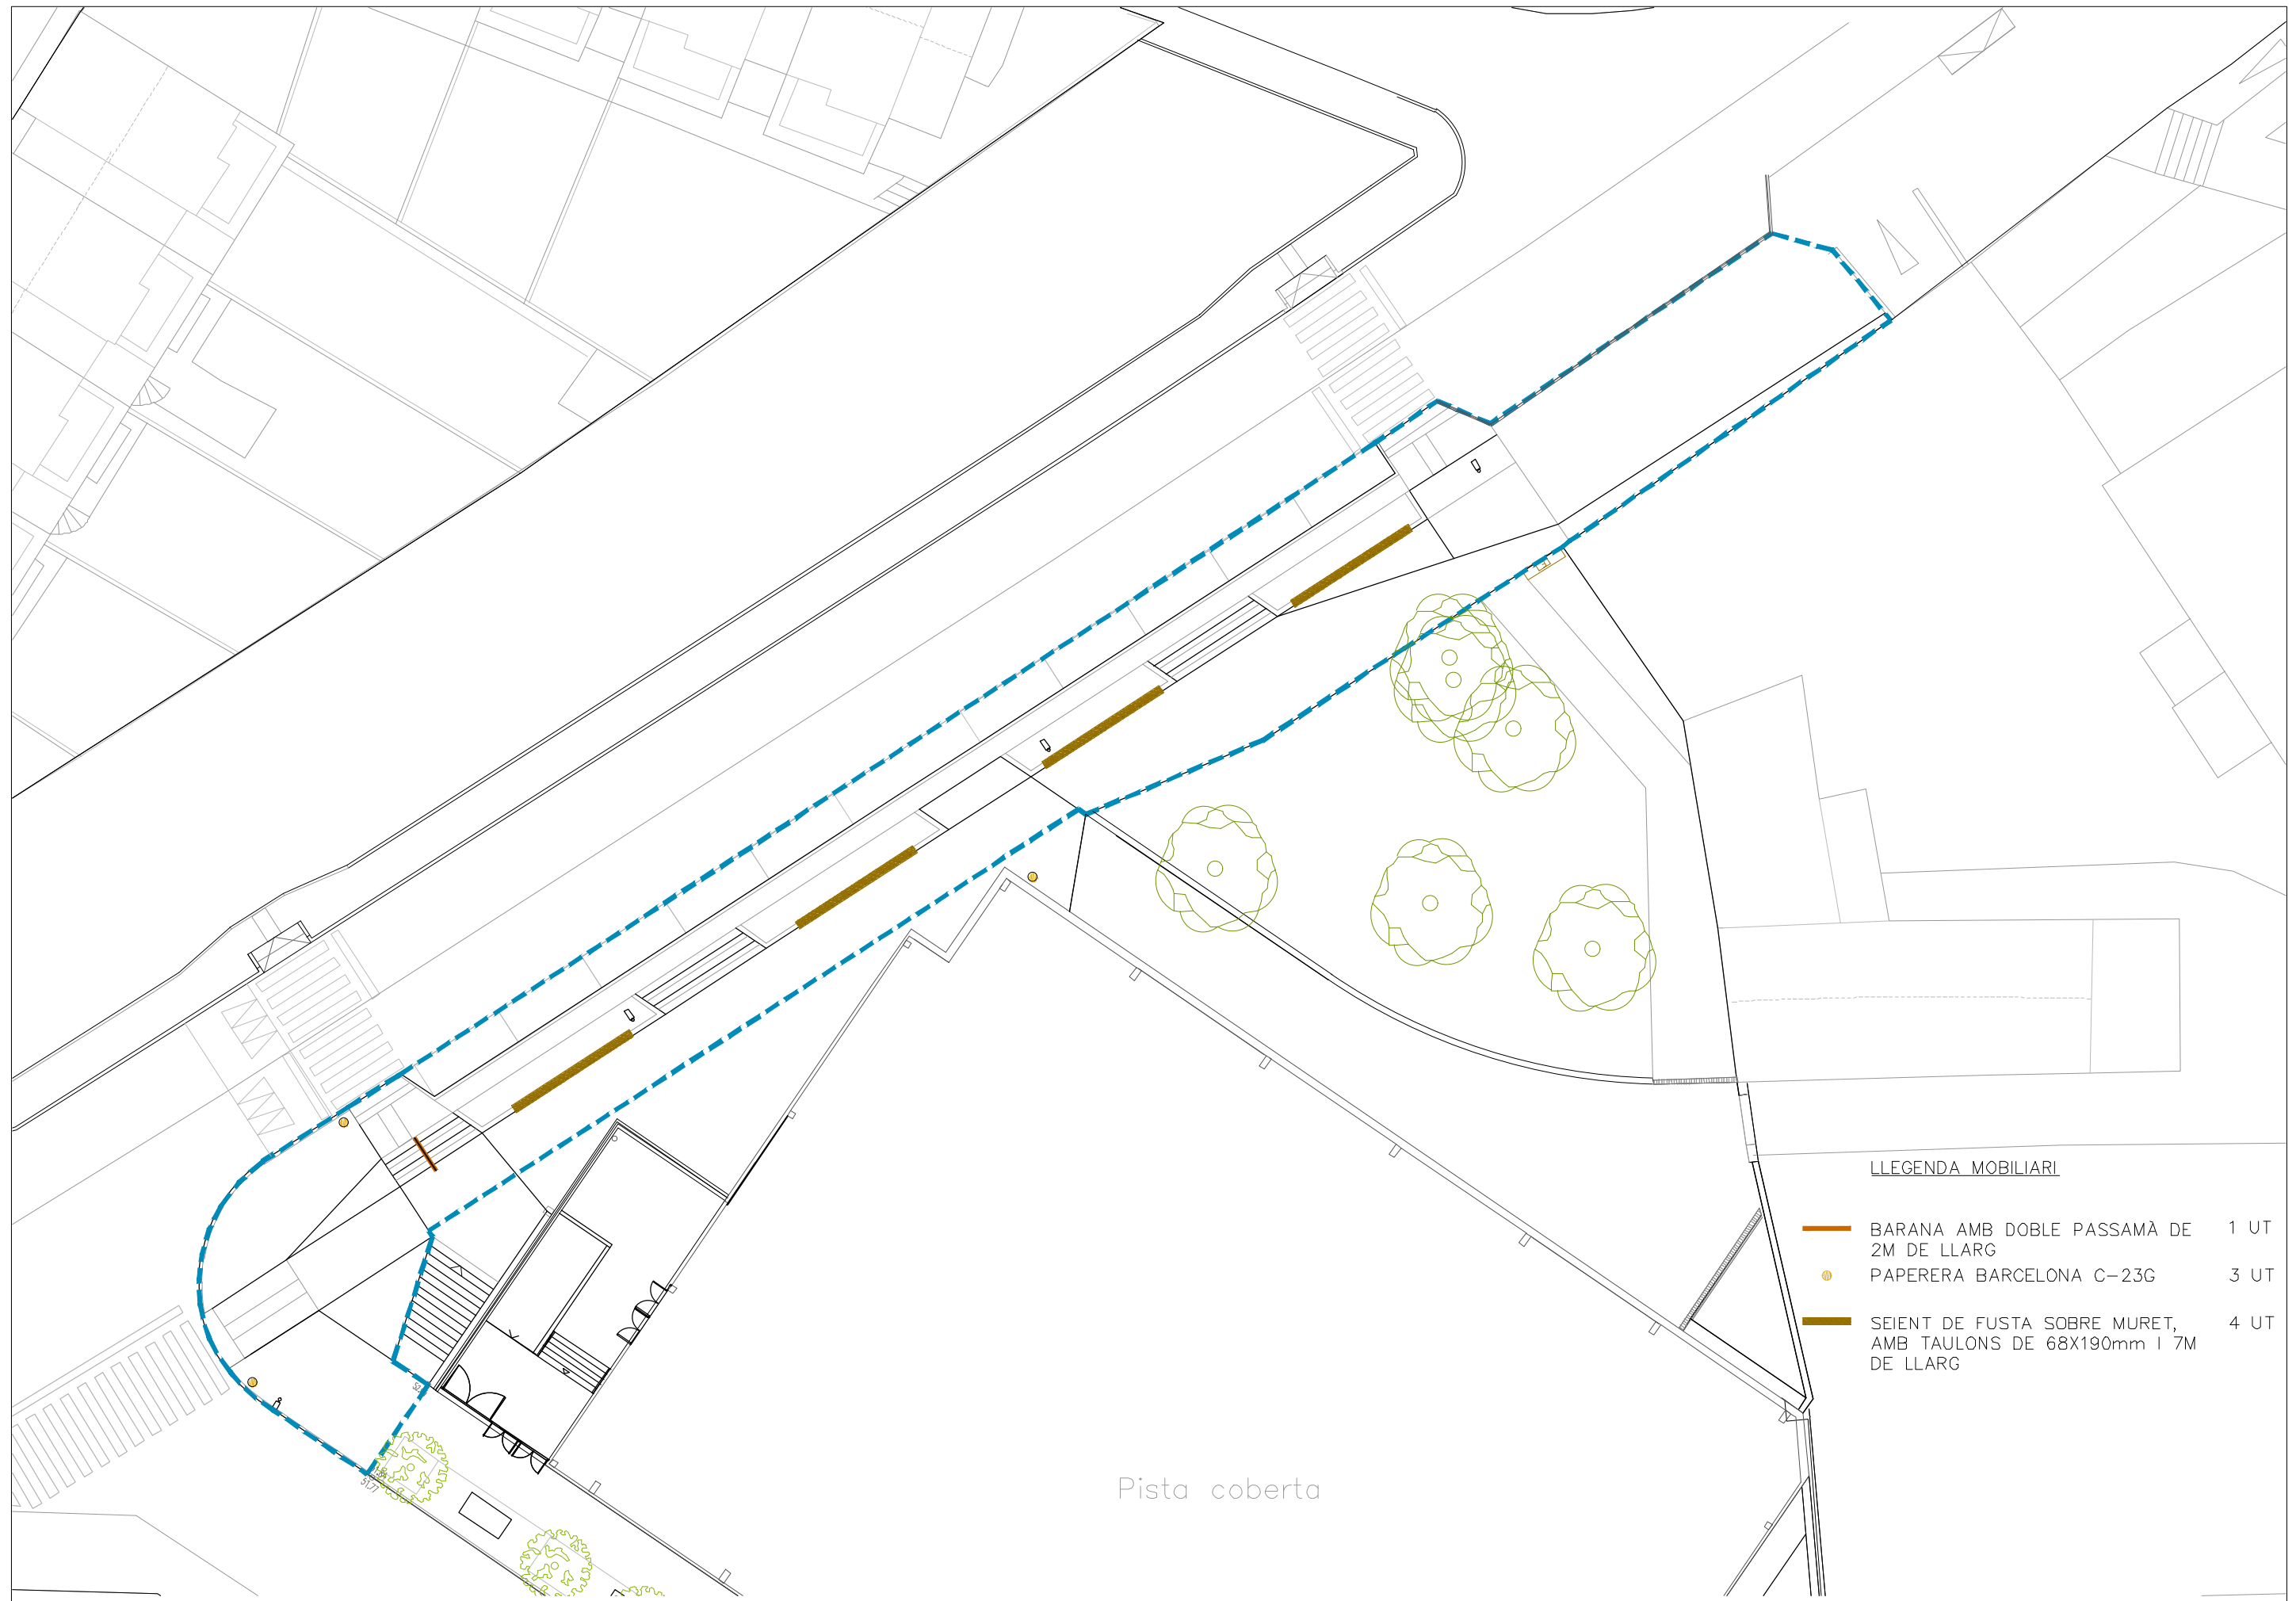 LLEGENDA MOBILIARI
BARANA AMB DOBLE PASSAMÀ DE 1 UT
2M DE LLARG
PAPERERA BARCELONA C-23G 3 UT
SEIENT DE FUSTA SOBRE MURET, 4 UT
AMB TAULONS DE 68X190mm I 7M
DE LLARG
Pista coberta